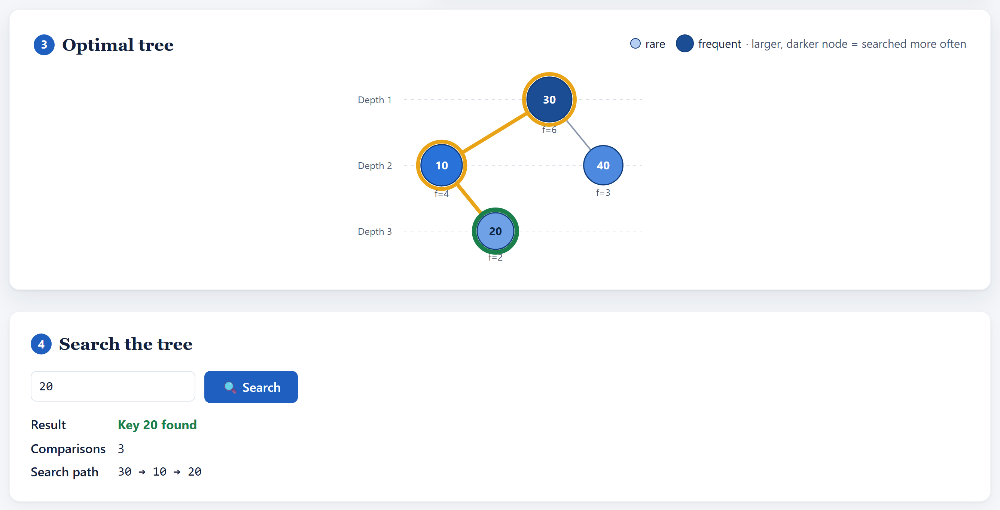 3 Optimal tree
rare frequent · larger, darker node = searched more often
Depth 1 30
f=6
Depth 2 10 40
f=4 f=3
Depth 3 20
f=2
4 Search the tree
20 🔍 Search
Result Key 20 found
Comparisons 3
Search path 30 → 10 → 20